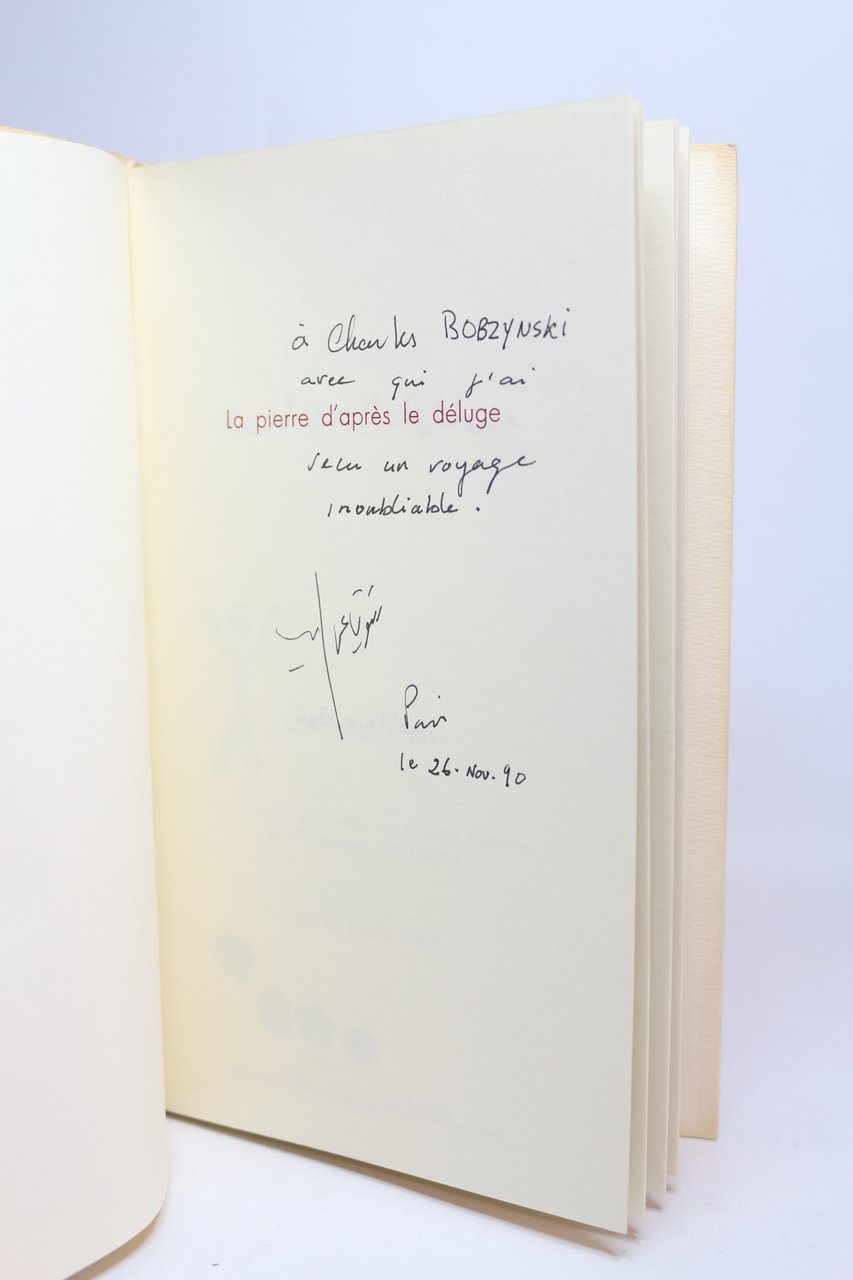 à Charles BOBZYNSKI
avec qui j'ai
La pierre d'après le déluge
vécu un voyage
inoubliable.
Paris
le 26. Nov. 90